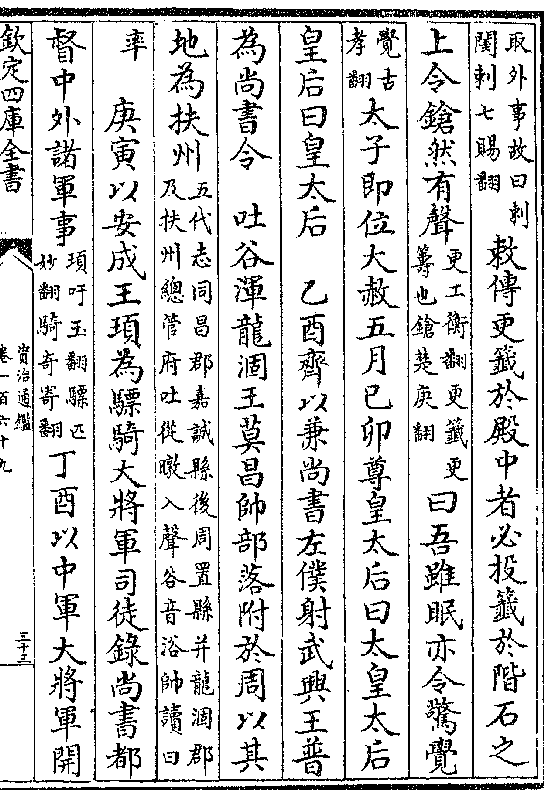 取外事故曰刺
閨刺七賜翻
敕傳更籤於殿中者必投籤於階石之
上令鎗然有聲
更工衡翻更籤更
籌也鎗楚庚翻
曰吾雖眠亦令驚覺
覺古
孝翻
太子即位大赦五月己卯尊皇太后曰太皇太后
皇后曰皇太后　乙酉齊以兼尚書左僕射武興王普
為尚書令　吐谷渾龍涸王莫昌帥部落附於周以其
地為扶州
五代志同昌郡嘉誠縣後周置縣并龍涸郡
及扶州總管府吐從暾入聲谷音浴帥讀曰
率
庚寅以安成王頊為驃騎大將軍司徒錄尚書都
督中外諸軍事
頊吁玉翻驃匹
妙翻騎奇寄翻
丁酉以中軍大將軍開
欽定四庫全書
資治通鑑
卷一百六十九
三十三